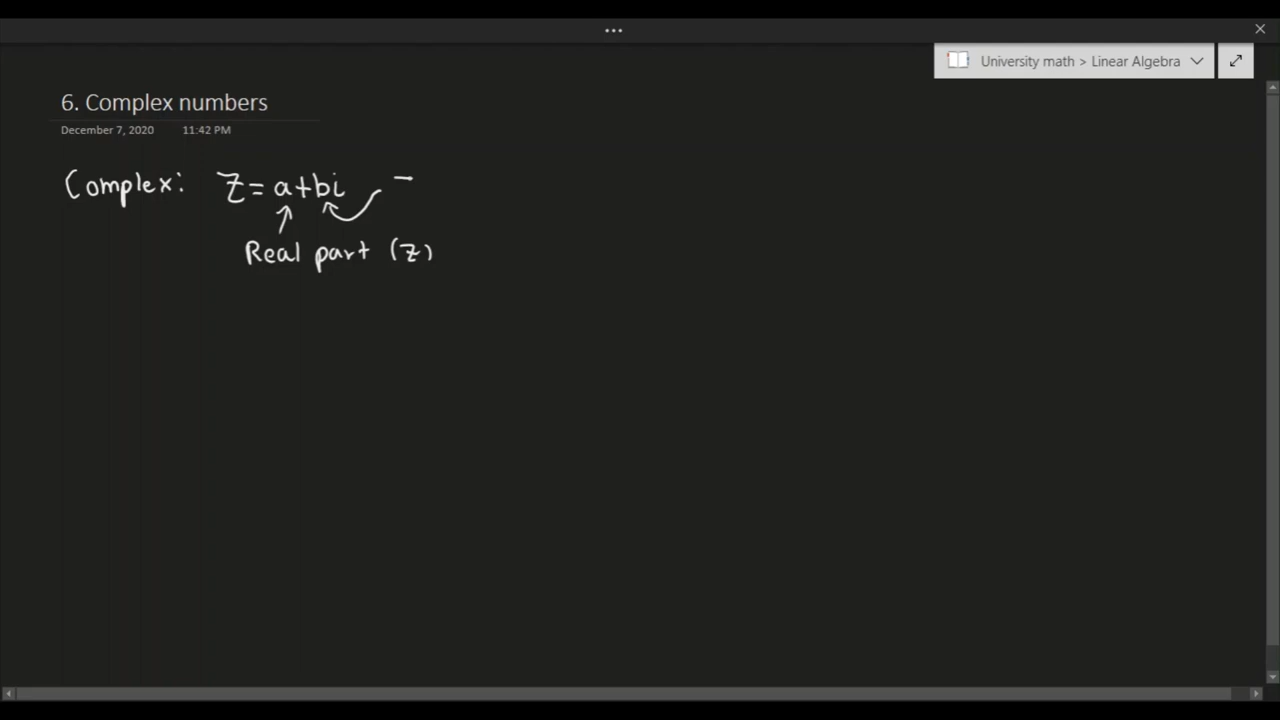 University math > Linear Algebra
6. Complex numbers
December 7, 2020 11:42 PM
Complex: Z = a+bi
Real part (z)